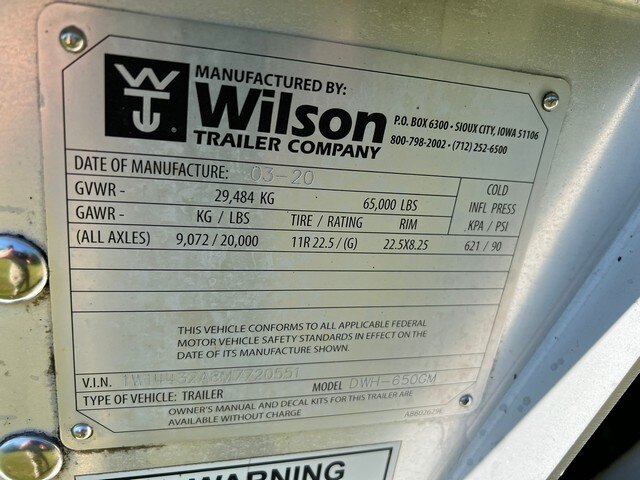 MANUFACTURED BY:
Wilson
TRAILER COMPANY
P.O. BOX 6300 • SIOUX CITY, IOWA 51106
800-798-2002 • (712) 252-6500
DATE OF MANUFACTURE: 03-20
GVWR - 29,484 KG 65,000 LBS
COLD
INFL PRESS
KPA / PSI
GAWR - KG / LBS TIRE / RATING RIM
(ALL AXLES) 9,072 / 20,000 11R 22.5 / (G) 22.5X8.25 621 / 90
THIS VEHICLE CONFORMS TO ALL APPLICABLE FEDERAL
MOTOR VEHICLE SAFETY STANDARDS IN EFFECT ON THE
DATE OF ITS MANUFACTURE SHOWN.
V.I.N. MODEL DWH-650GM
TYPE OF VEHICLE: TRAILER
OWNER'S MANUAL AND DECAL KITS FOR THIS TRAILER ARE
AVAILABLE WITHOUT CHARGE
WARNING